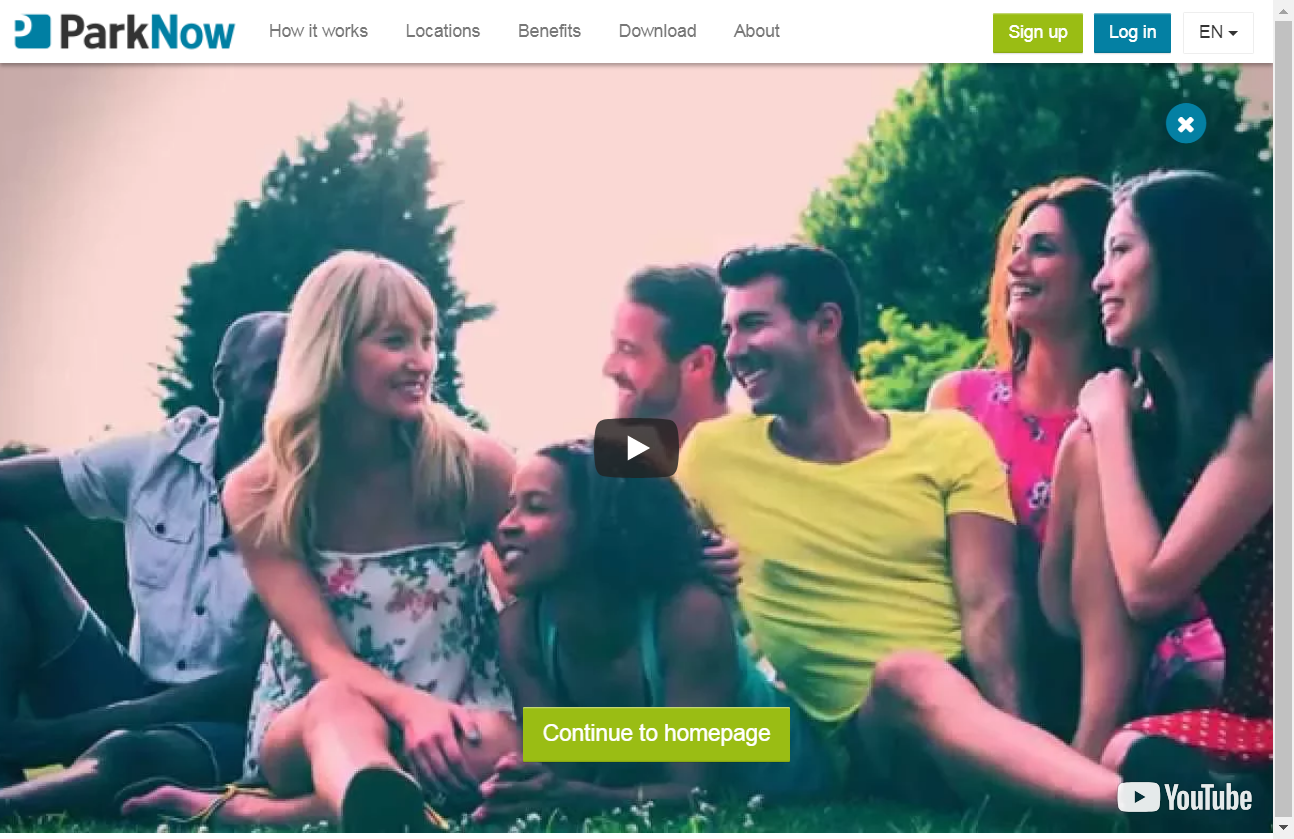 ParkNow
How it works
Locations
Benefits
Download
About
Sign up
Log in
EN
Continue to homepage
YouTube